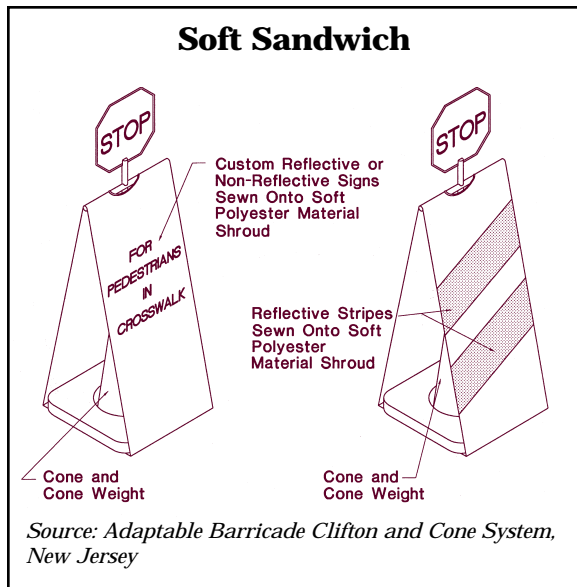 Soft Sandwich
STOP
FOR
PEDESTRIANS
IN
CROSSWALK
Custom Reflective or
Non-Reflective Signs
Sewn Onto Soft
Polyester Material
Shroud
STOP
Reflective Stripes
Sewn Onto Soft
Polyester
Material Shroud
Cone and
Cone Weight
Cone and
Cone Weight
Source: Adaptable Barricade Clifton and Cone System,
New Jersey